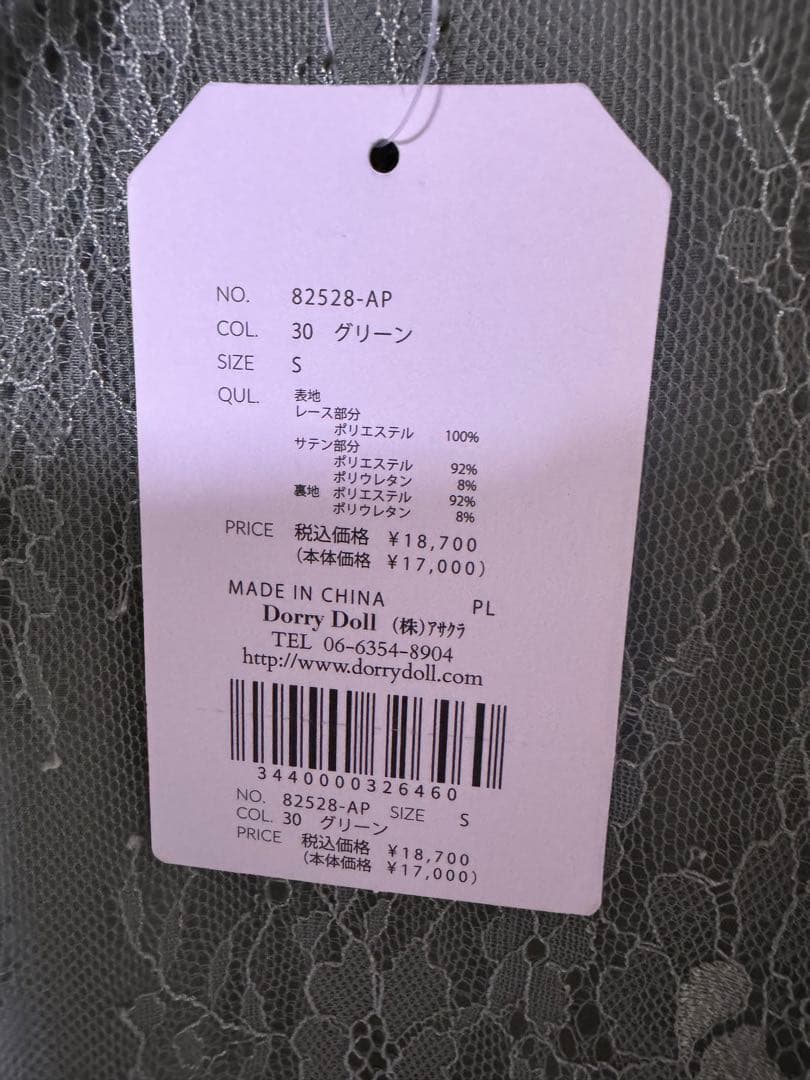 NO. 82528-AP
COL. 30 グリーン
SIZE S
QUL. 表地
レース部分
ポリエステル 100%
サテン部分
ポリエステル 92%
ポリウレタン 8%
裏地 ポリエステル 92%
ポリウレタン 8%
PRICE 税込価格 ¥18,700
(本体価格 ¥17,000)
MADE IN CHINA PL
Dorry Doll (株)ｱｻｸﾗ
TEL 06-6354-8904
http://www.dorrydoll.com
3440000326460
NO. 82528-AP SIZE S
COL. 30 グリーン
PRICE 税込価格 ¥18,700
(本体価格 ¥17,000)